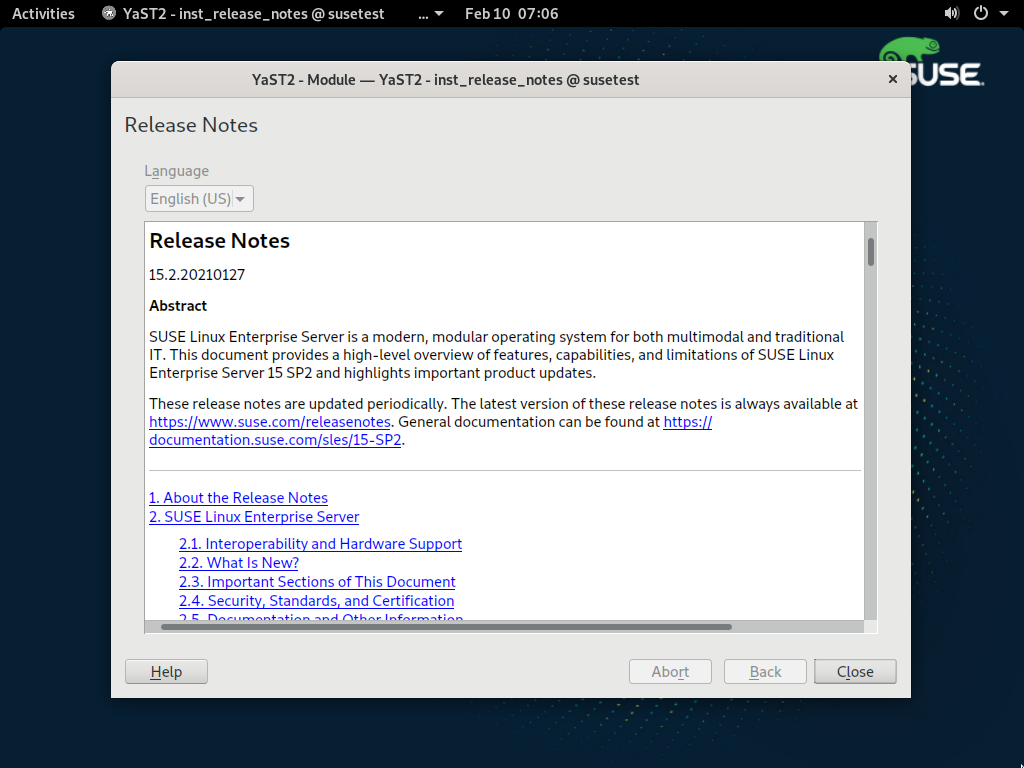 Activities
YaST2 - inst_release_notes @ susetest
...
Feb 10 07:06
SUSE
YaST2 - Module — YaST2 - inst_release_notes @ susetest
Release Notes
Language
English (US)
Release Notes
15.2.20210127
Abstract
SUSE Linux Enterprise Server is a modern, modular operating system for both multimodal and traditional
IT. This document provides a high-level overview of features, capabilities, and limitations of SUSE Linux
Enterprise Server 15 SP2 and highlights important product updates.
These release notes are updated periodically. The latest version of these release notes is always available at
https://www.suse.com/releasenotes. General documentation can be found at https://
documentation.suse.com/sles/15-SP2.
1. About the Release Notes
2. SUSE Linux Enterprise Server
2.1. Interoperability and Hardware Support
2.2. What Is New?
2.3. Important Sections of This Document
2.4. Security, Standards, and Certification
2.5. Documentation and Other Information
Help
Abort
Back
Close